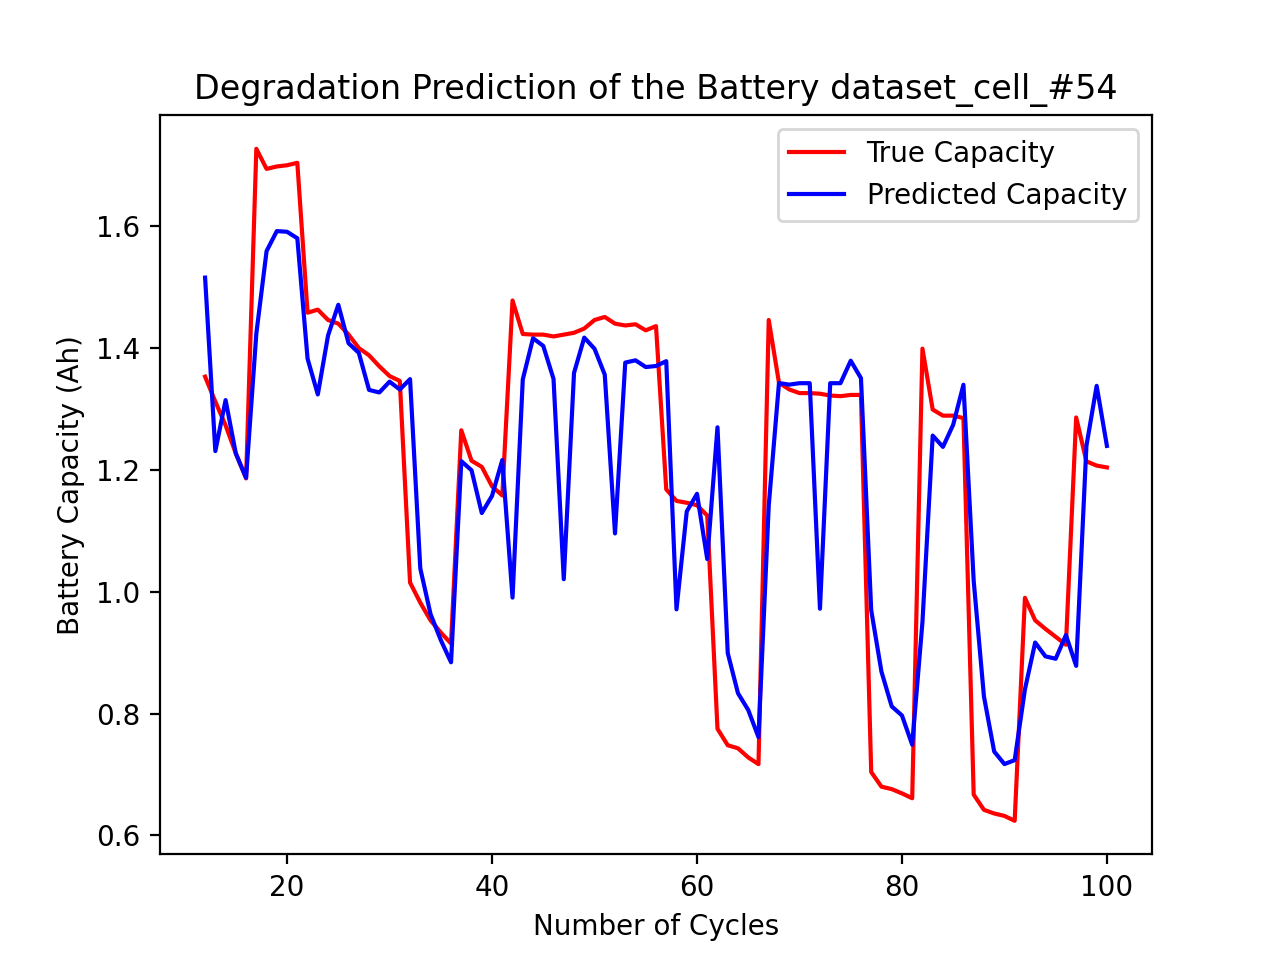 Degradation Prediction of the Battery dataset_cell_#54
True Capacity
Predicted Capacity
Battery Capacity (Ah)
1.6
1.4
1.2
1.0
0.8
0.6
20
40
60
80
100
Number of Cycles